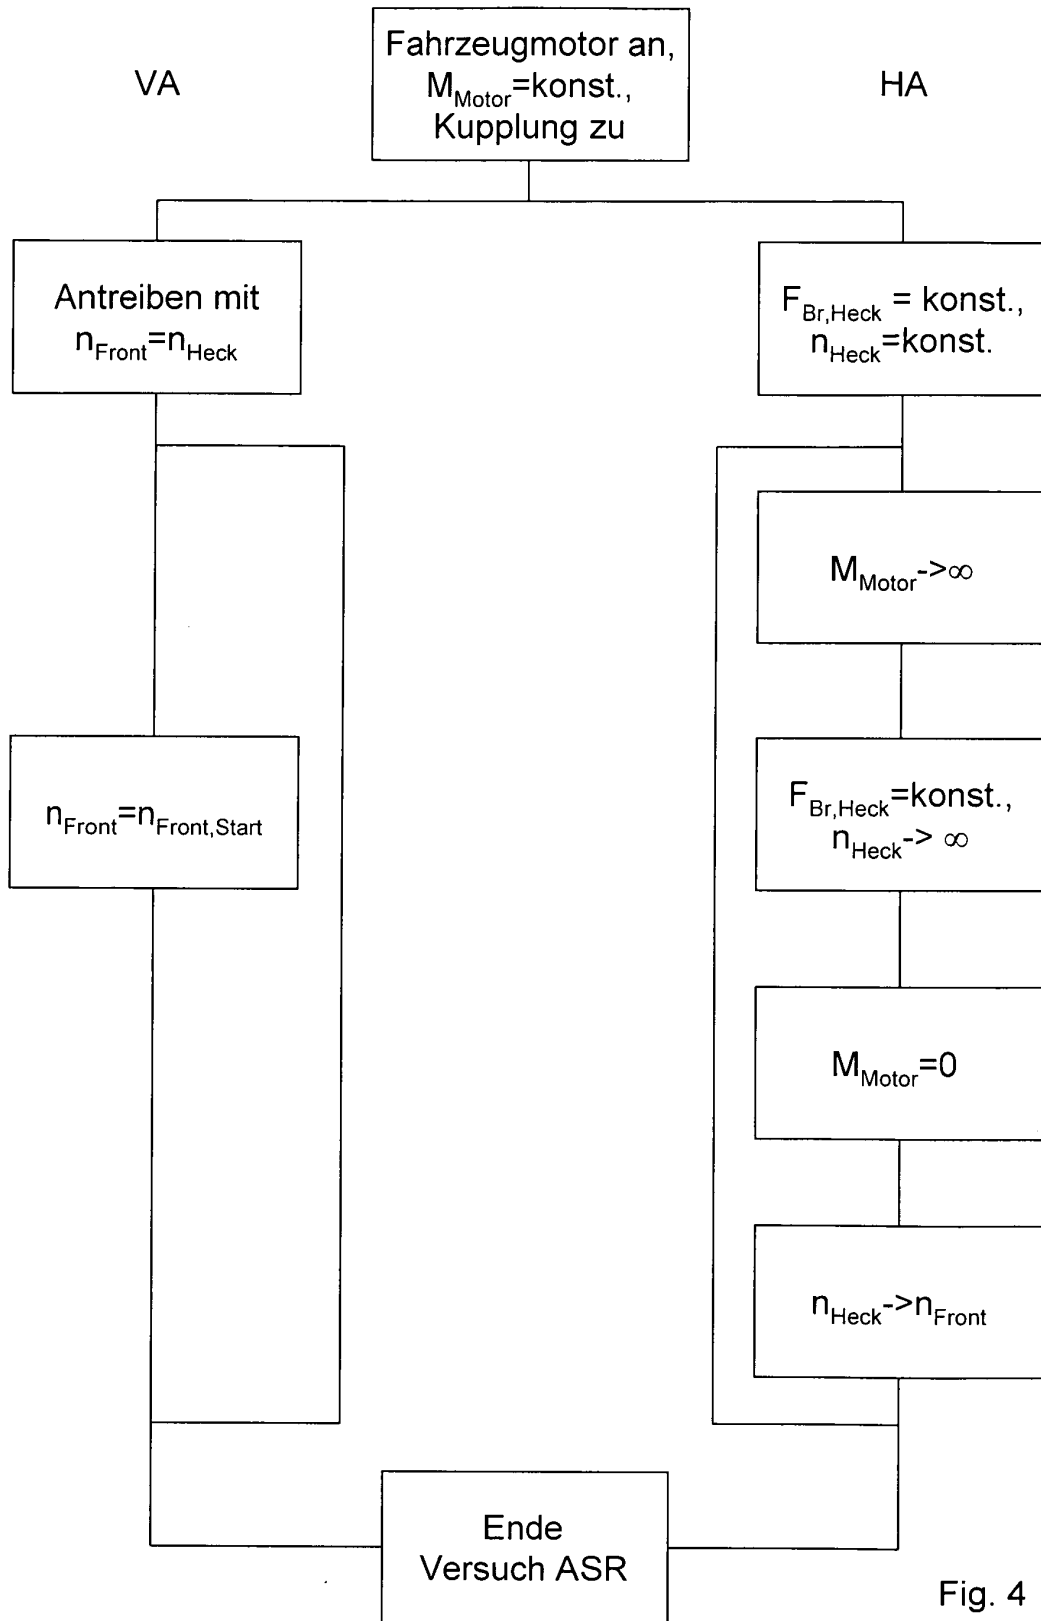 VA
Fahrzeugmotor an,
M_Motor=konst.,
Kupplung zu
HA
Antreiben mit
n_Front=n_Heck
F_Br,Heck = konst.,
n_Heck=konst.
M_Motor->∞
n_Front=n_Front,Start
F_Br,Heck=konst.,
n_Heck-> ∞
M_Motor=0
n_Heck->n_Front
Ende
Versuch ASR
Fig. 4